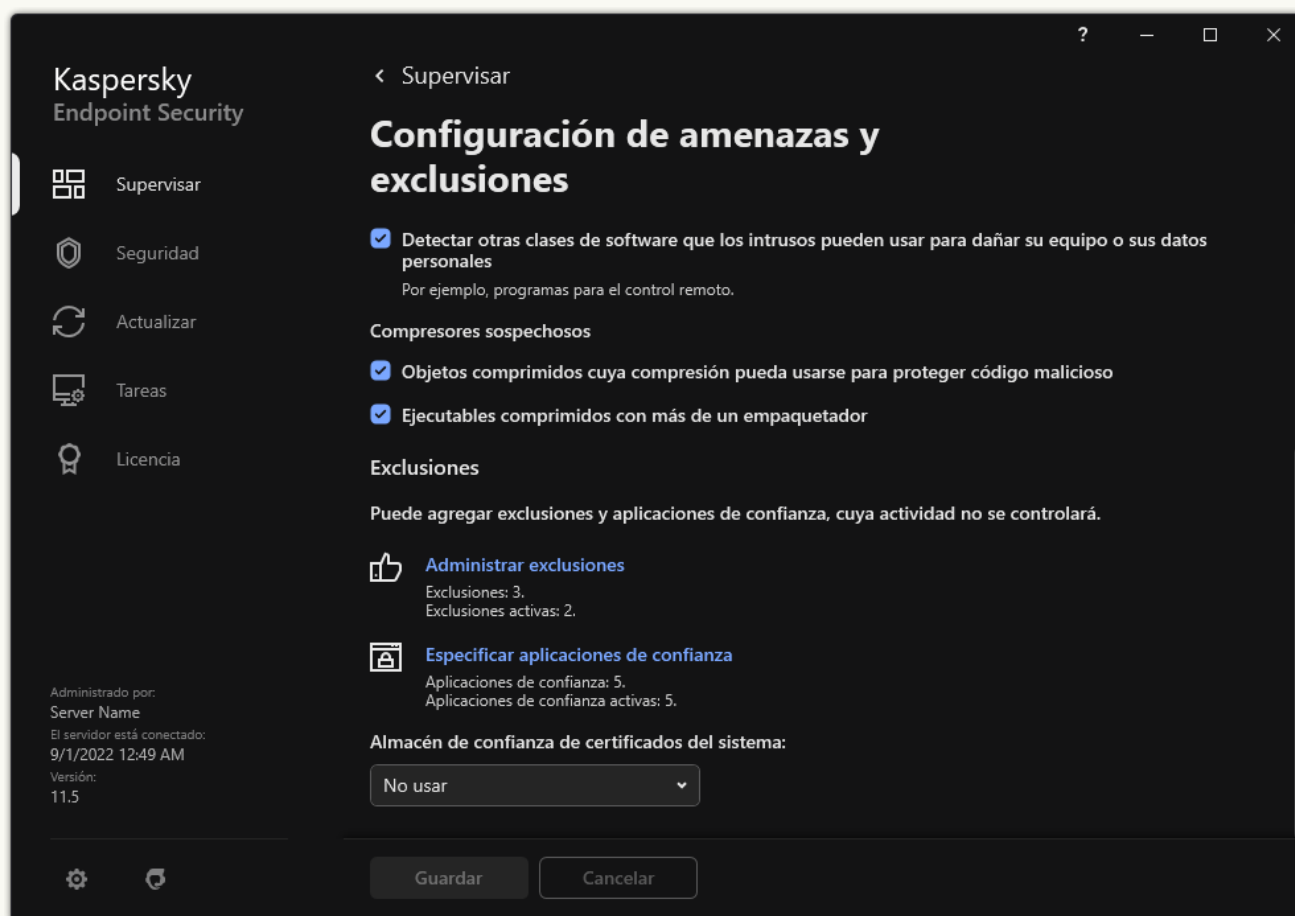 ?
Kaspersky
Endpoint Security
Supervisar
Seguridad
Actualizar
Tareas
Licencia
Administrado por:
Server Name
El servidor está conectado:
9/1/2022 12:49 AM
Versión:
11.5
Supervisar
Configuración de amenazas y
exclusiones
Detectar otras clases de software que los intrusos pueden usar para dañar su equipo o sus datos
personales
Por ejemplo, programas para el control remoto.
Compresores sospechosos
Objetos comprimidos cuya compresión pueda usarse para proteger código malicioso
Ejecutables comprimidos con más de un empaquetador
Exclusiones
Puede agregar exclusiones y aplicaciones de confianza, cuya actividad no se controlará.
Administrar exclusiones
Exclusiones: 3.
Exclusiones activas: 2.
Especificar aplicaciones de confianza
Aplicaciones de confianza: 5.
Aplicaciones de confianza activas: 5.
Almacén de confianza de certificados del sistema:
No usar
Guardar
Cancelar